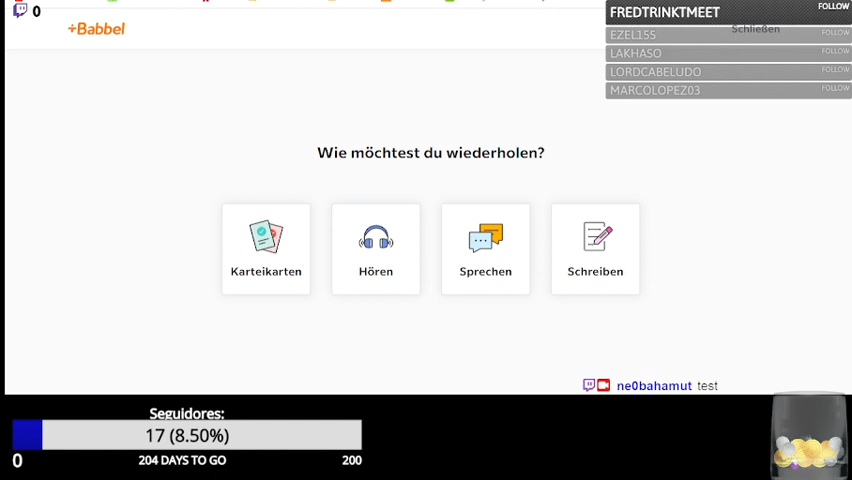 0
FREDTRINKTMEET FOLLOW
EZEL155 FOLLOW
LAKHASO FOLLOW
LORDCABELUDO FOLLOW
MARCOLOPEZ03 FOLLOW
+Babbel
Schließen
Wie möchtest du wiederholen?
Karteikarten
Hören
Sprechen
Schreiben
ne0bahamut test
Seguidores:
17 (8.50%)
0 204 DAYS TO GO 200